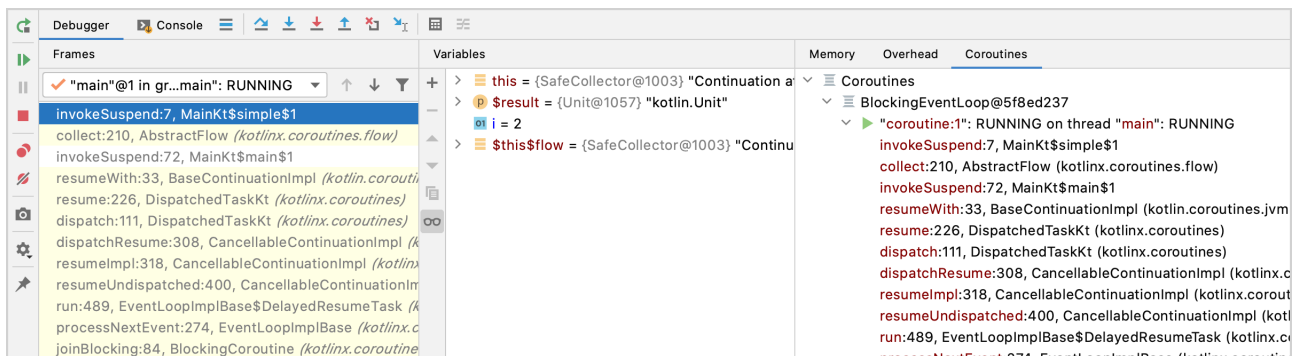 Debugger Console
Frames
"main"@1 in gr...main": RUNNING
invokeSuspend:7, MainKt$simple$1
collect:210, AbstractFlow (kotlinx.coroutines.flow)
invokeSuspend:72, MainKt$main$1
resumeWith:33, BaseContinuationImpl (kotlin.corouti
resume:226, DispatchedTaskKt (kotlinx.coroutines)
dispatch:111, DispatchedTaskKt (kotlinx.coroutines)
dispatchResume:308, CancellableContinuationImpl (k
resumeImpl:318, CancellableContinuationImpl (kotlin
resumeUndispatched:400, CancellableContinuationImpl
run:489, EventLoopImplBase$DelayedResumeTask (k
processNextEvent:274, EventLoopImplBase (kotlinx.c
joinBlocking:84, BlockingCoroutine (kotlinx.coroutine
Variables
this = {SafeCollector@1003} "Continuation at
p $result = {Unit@1057} "kotlin.Unit"
01 i = 2
$this$flow = {SafeCollector@1003} "Continu
Memory Overhead Coroutines
Coroutines
BlockingEventLoop@5f8ed237
"coroutine:1": RUNNING on thread "main": RUNNING
invokeSuspend:7, MainKt$simple$1
collect:210, AbstractFlow (kotlinx.coroutines.flow)
invokeSuspend:72, MainKt$main$1
resumeWith:33, BaseContinuationImpl (kotlin.coroutines.jvm
resume:226, DispatchedTaskKt (kotlinx.coroutines)
dispatch:111, DispatchedTaskKt (kotlinx.coroutines)
dispatchResume:308, CancellableContinuationImpl (kotlinx.co
resumeImpl:318, CancellableContinuationImpl (kotlinx.corout
resumeUndispatched:400, CancellableContinuationImpl (kotl
run:489, EventLoopImplBase$DelayedResumeTask (kotlinx.c